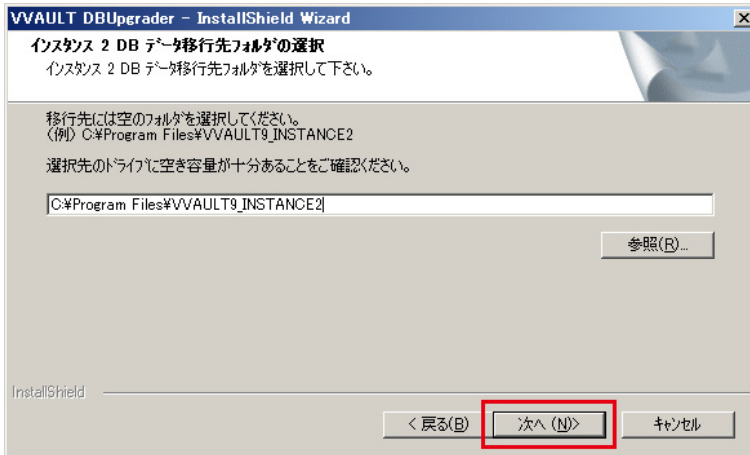 VVAULT DBUpgrader - InstallShield Wizard
インスタンス 2 DB データ移行先フォルダの選択
インスタンス 2 DB データ移行先フォルダを選択して下さい。
移行先には空のフォルダを選択してください。
(例) C:¥Program Files¥VVAULT9_INSTANCE2
選択先のドライブに空き容量が十分あることをご確認ください。
C:¥Program Files¥VVAULT9_INSTANCE2
参照(R)...
InstallShield
< 戻る(B)
次へ (N)>
キャンセル